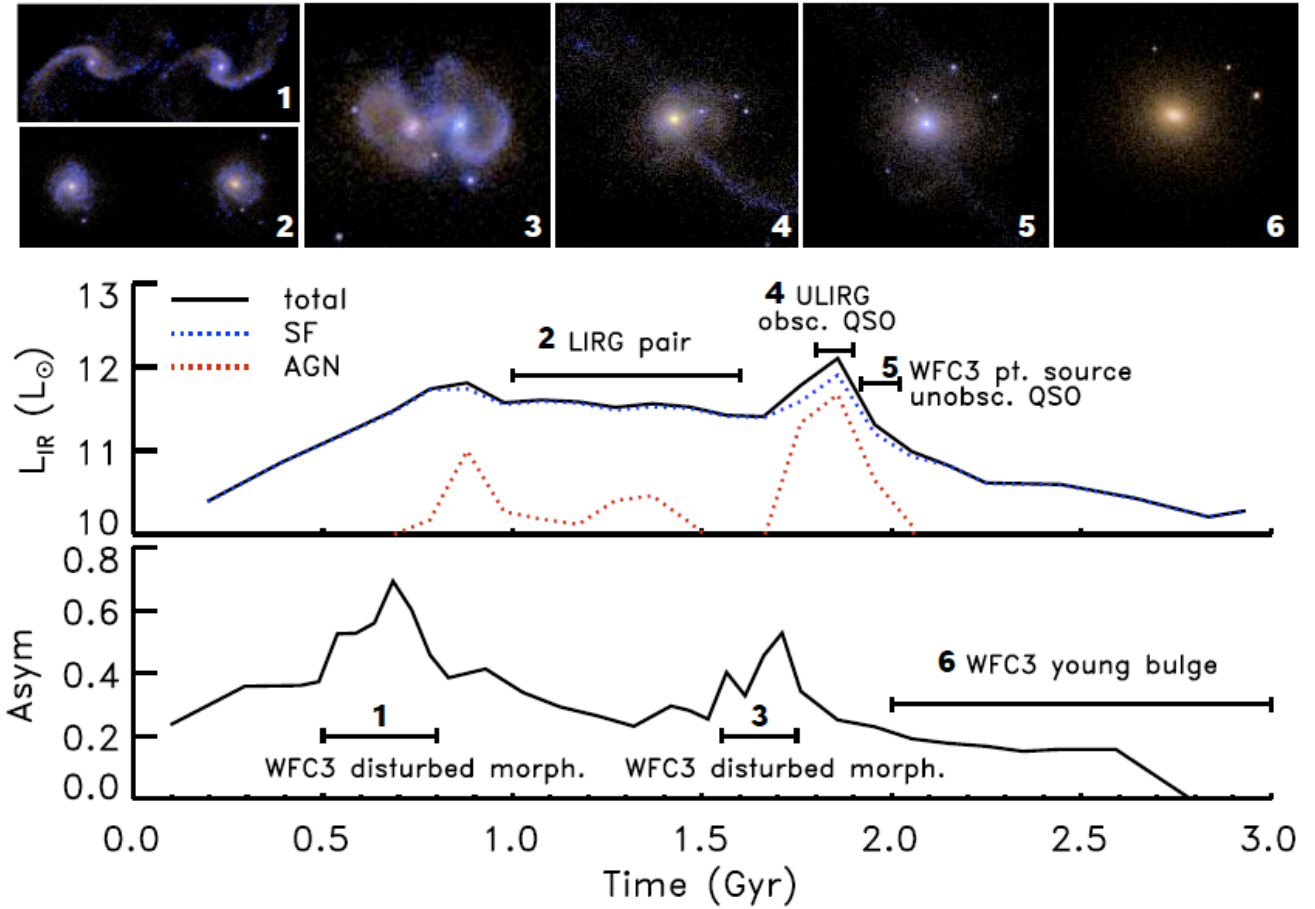 1
2
3
4
5
6
13
12
11
10
L_IR (L_⊙)
total
SF
AGN
2 LIRG pair
4 ULIRG
obsc. QSO
5 WFC3 pt. source
unobsc. QSO
0.8
0.6
0.4
0.2
0.0
Asym
1
WFC3 disturbed morph.
3
WFC3 disturbed morph.
6 WFC3 young bulge
0.0 0.5 1.0 1.5 2.0 2.5 3.0
Time (Gyr)